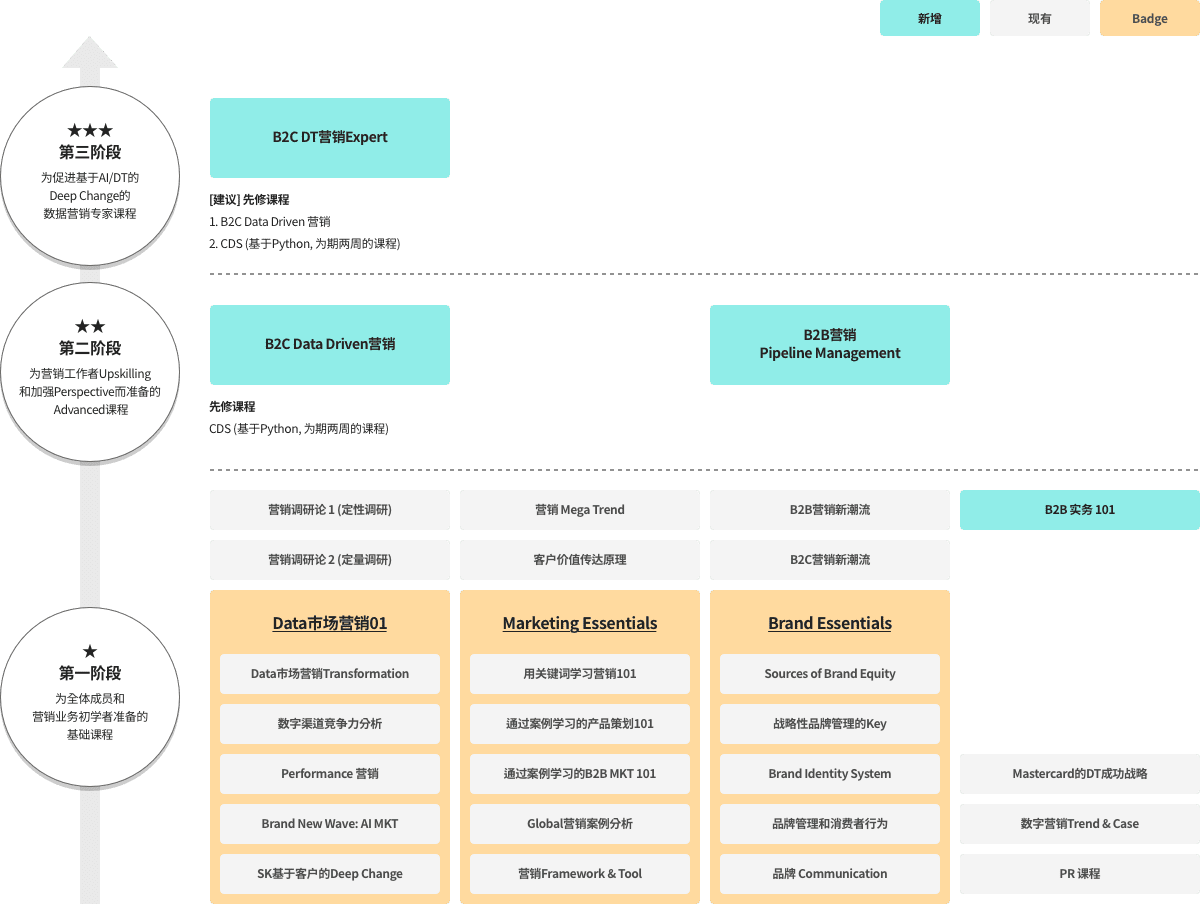 新增
现有
Badge
★★★
第三阶段
为促进基于AI/DT的
Deep Change的
数据营销专家课程
B2C DT营销Expert
[建议] 先修课程
1. B2C Data Driven 营销
2. CDS (基于Python, 为期两周的课程)
★★
第二阶段
为营销工作者Upskilling
和加强Perspective而准备的
Advanced课程
B2C Data Driven营销
先修课程
CDS (基于Python, 为期两周的课程)
B2B营销
Pipeline Management
★
第一阶段
为全体成员和
营销业务初学者准备的
基础课程
营销调研论 1 (定性调研)
营销 Mega Trend
B2B营销新潮流
B2B 实务 101
营销调研论 2 (定量调研)
客户价值传达原理
B2C营销新潮流
Data市场营销01
Data市场营销Transformation
数字渠道竞争力分析
Performance 营销
Brand New Wave: AI MKT
SK基于客户的Deep Change
Marketing Essentials
用关键词学习营销101
通过案例学习的产品策划101
通过案例学习的B2B MKT 101
Global营销案例分析
营销Framework & Tool
Brand Essentials
Sources of Brand Equity
战略性品牌管理的Key
Brand Identity System
品牌管理和消费者行为
品牌 Communication
Mastercard的DT成功战略
数字营销Trend & Case
PR 课程